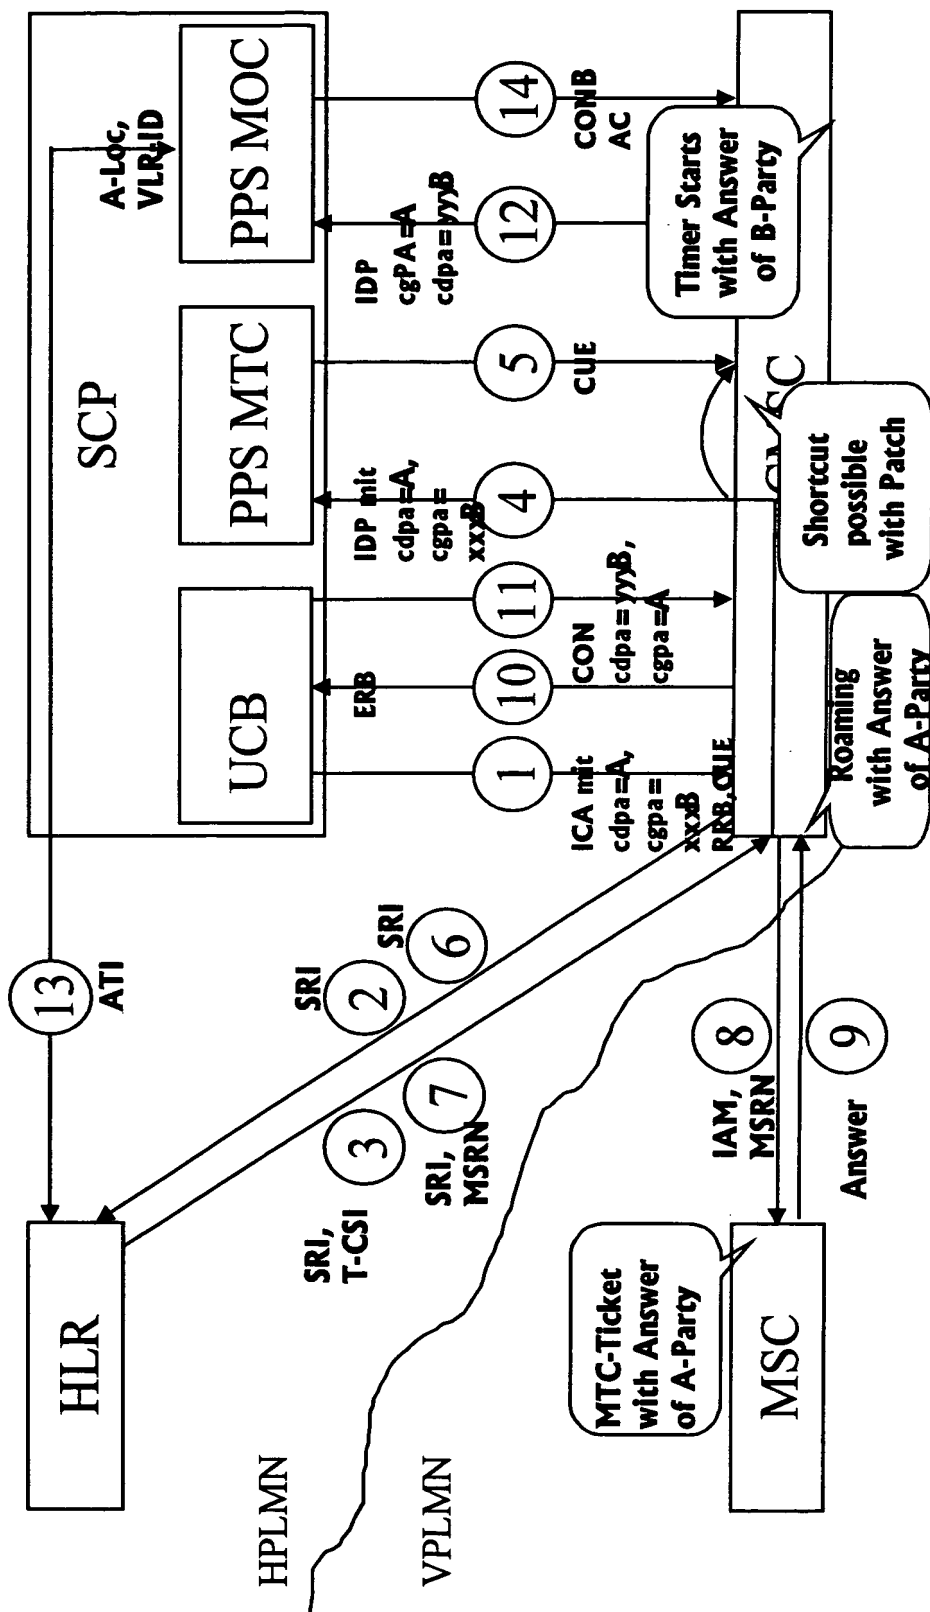 HLR
13
ATI
SCP
UCB
PPS MTC
PPS MOC
A-Loc,
VLR-ID
SRI
2
SRI
6
3
SRI,
T-CSI
7
SRI,
MSRN
HPLMN
VPLMN
1
ICA mit
cdpa=A,
cgpa=
xxxB
RRB,CUE
ERB
10
11
CON
cdpa=yyyB,
cgpa=A
IDP mit
cdpa=A,
cgpa=
xxxB
4
5
CUE
IDP
cgPA=A
cdpa=yyyB
12
14
CONB
AC
Timer Starts
with Answer
of B-Party
Shortcut
possible
with Patch
Roaming
with Answer
of A-Party
8
IAM,
MSRN
9
Answer
MTC-Ticket
with Answer
of A-Party
MSC